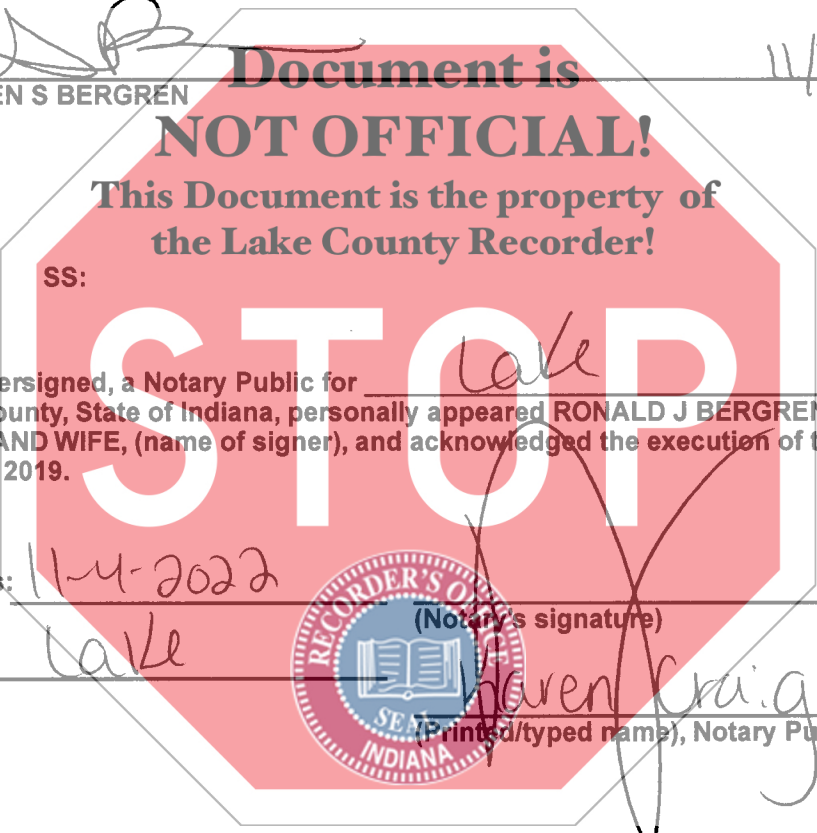 11/
EN S BERGREN
Document is
NOT OFFICIAL!
This Document is the property of
the Lake County Recorder!
SS:
STOP
ersigned, a Notary Public for Lake
ounty, State of Indiana, personally appeared RONALD J BERGREN
AND WIFE, (name of signer), and acknowledged the execution of t
2019.
s: 11-4-2022
(Notary's signature)
Lake
Karen Craig
(Printed/typed name), Notary Pu
RECORDER'S OFFICE
SEAL
INDIANA